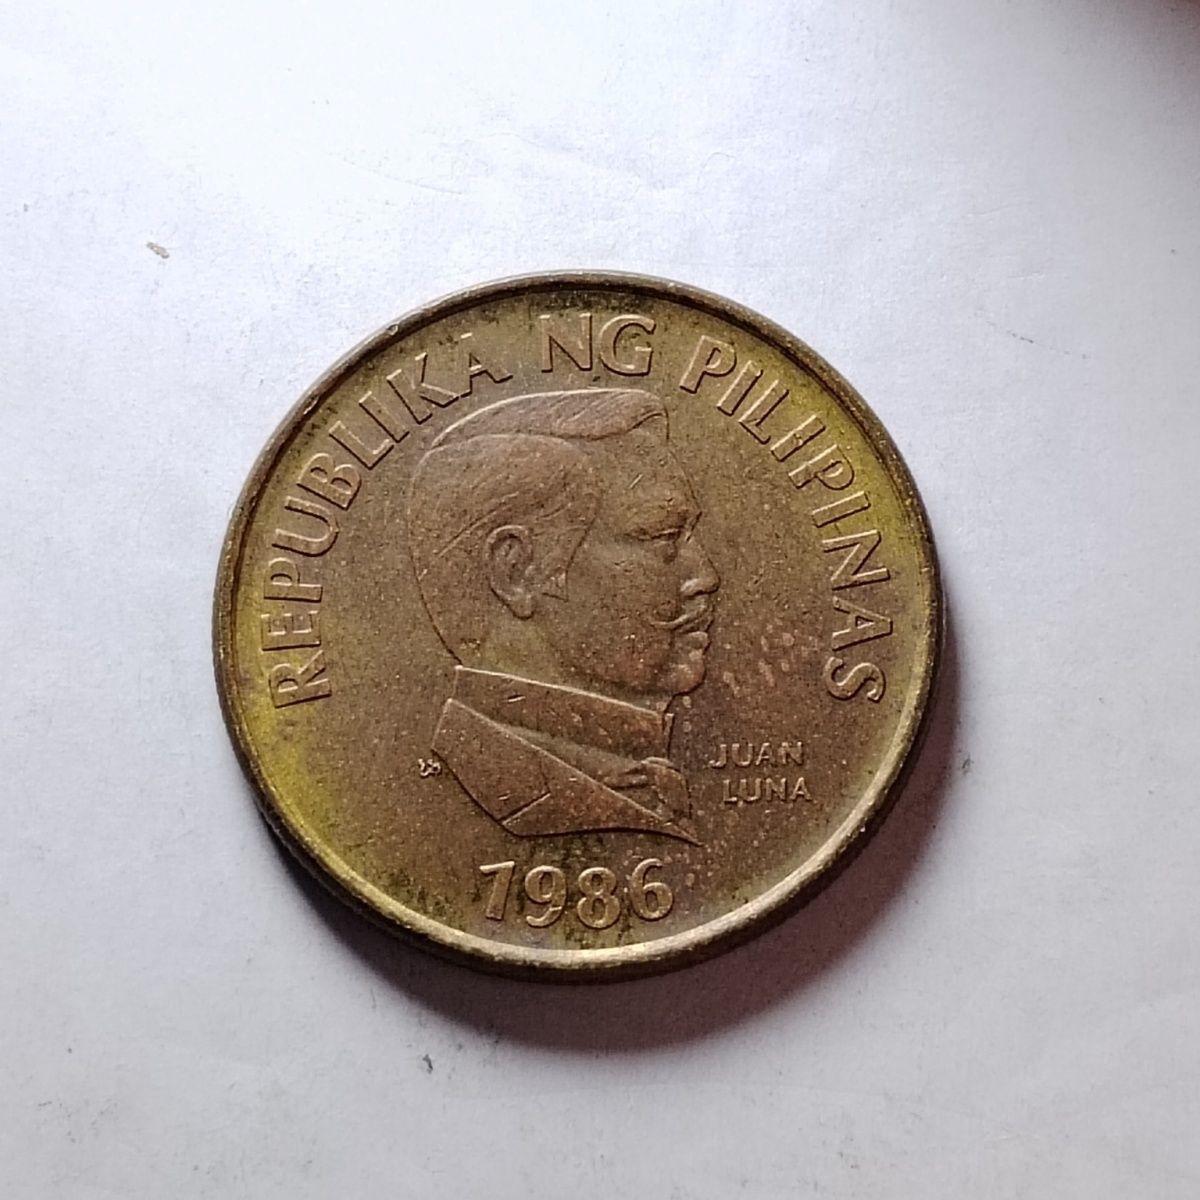 REPUBLIKA NG PILIPINAS
JUAN
LUNA
1986